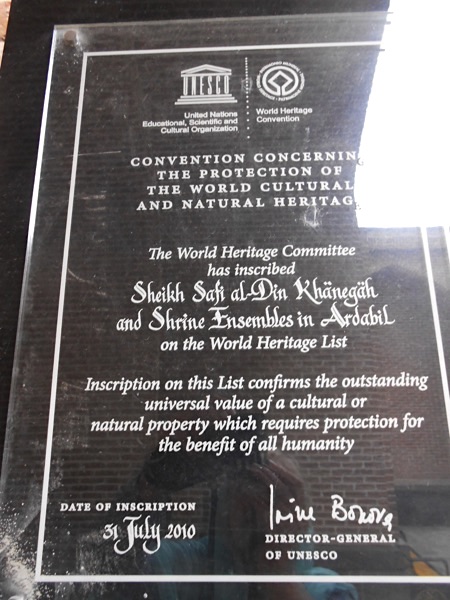 UNESCO
United Nations
Educational, Scientific and
Cultural Organization
World Heritage
Convention
CONVENTION CONCERNIN
THE PROTECTION OF
THE WORLD CULTURAL
AND NATURAL HERITAG
The World Heritage Committee
has inscribed
Sheikh Safi al-Din Khānegāh
and Shrine Ensembles in Ardabil
on the World Heritage List
Inscription on this List confirms the outstanding
universal value of a cultural or
natural property which requires protection for
the benefit of all humanity
DATE OF INSCRIPTION
31 July 2010
Irina Bokova
DIRECTOR-GENERAL
OF UNESCO